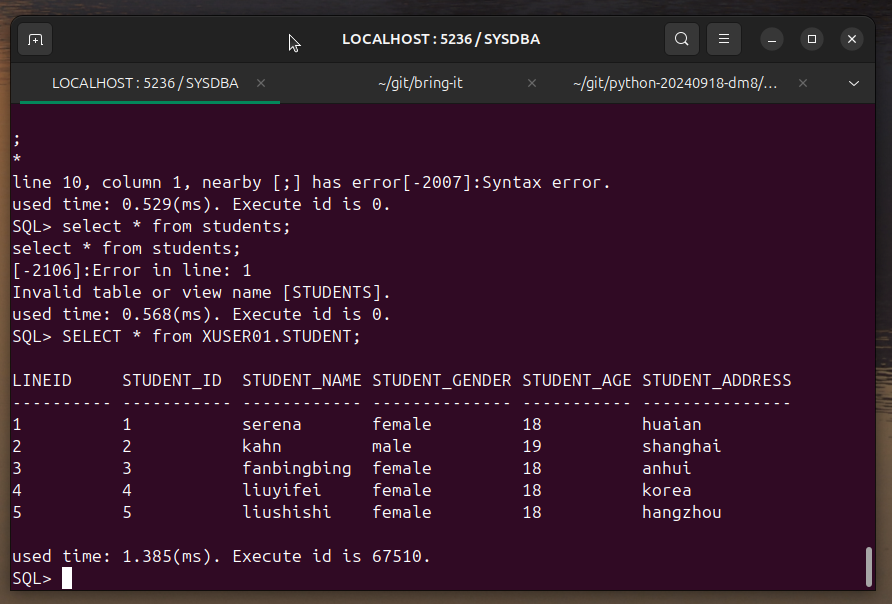 LOCALHOST : 5236 / SYSDBA
LOCALHOST : 5236 / SYSDBA
~/git/bring-it
~/git/python-20240918-dm8/...
;
*
line 10, column 1, nearby [;] has error[-2007]:Syntax error.
used time: 0.529(ms). Execute id is 0.
SQL> select * from students;
select * from students;
[-2106]:Error in line: 1
Invalid table or view name [STUDENTS].
used time: 0.568(ms). Execute id is 0.
SQL> SELECT * from XUSER01.STUDENT;
LINEID     STUDENT_ID  STUDENT_NAME STUDENT_GENDER STUDENT_AGE STUDENT_ADDRESS
---------- ----------- ------------ -------------- ----------- ---------------
1          1           serena       female         18          huaian
2          2           kahn         male           19          shanghai
3          3           fanbingbing  female         18          anhui
4          4           liuyifei     female         18          korea
5          5           liushishi    female         18          hangzhou
used time: 1.385(ms). Execute id is 67510.
SQL>